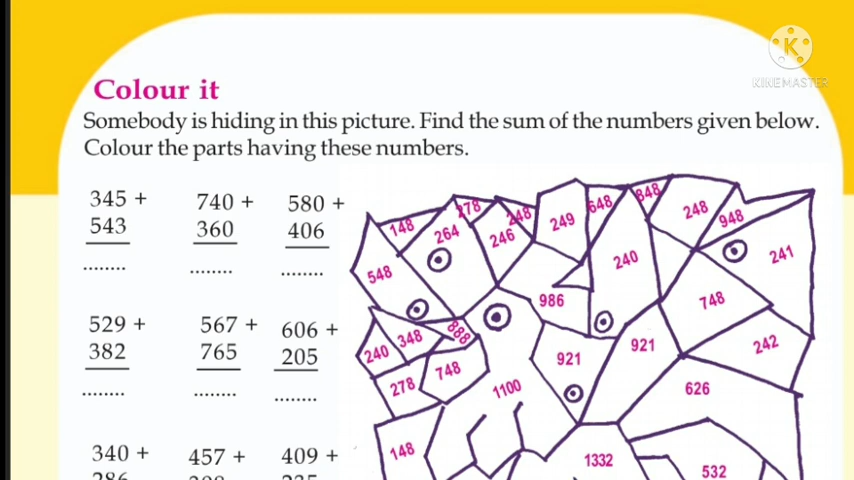 KINEMASTER
Colour it
Somebody is hiding in this picture. Find the sum of the numbers given below.
Colour the parts having these numbers.
345 + 740 + 580 +
543 360 406
........ ........ ........
529 + 567 + 606 +
382 765 205
........ ........ ........
340 + 457 + 409 +
286
148 278 248 249 648 848 248 948
264 246 240 241
548
986 748
240 348 888 921 921 242
278 748 1100 626
148 1332 532